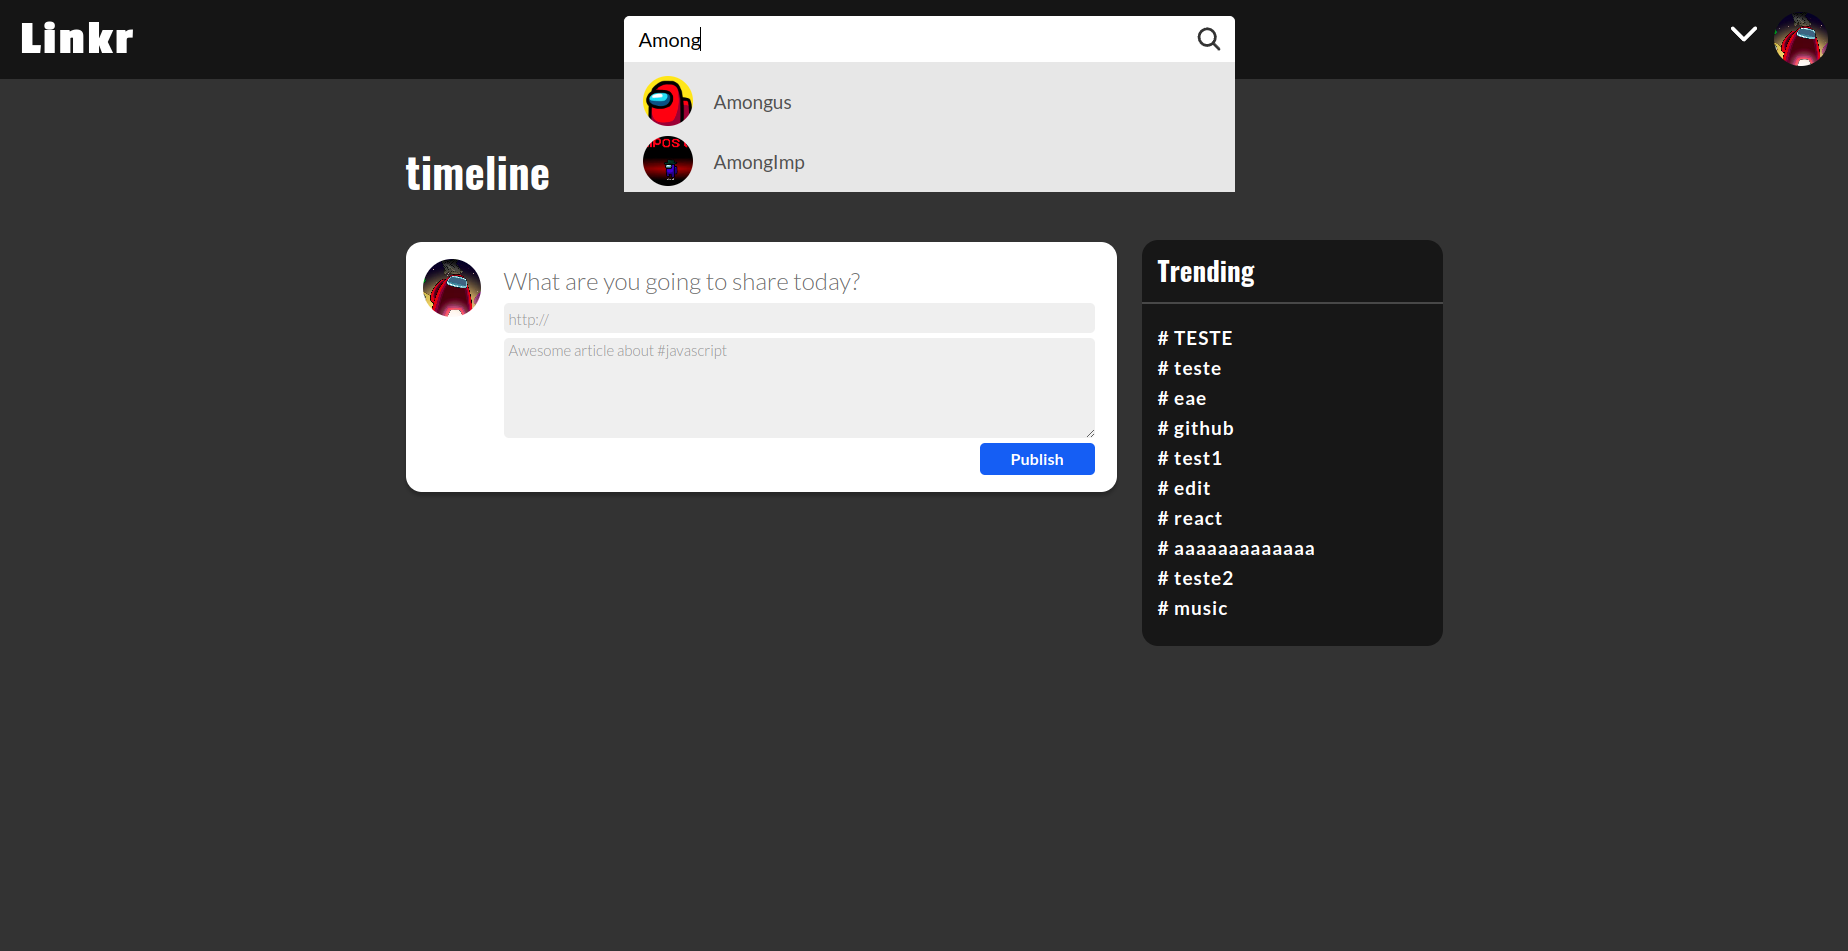 Linkr
Among
Amongus
AmongImp
timeline
What are you going to share today?
http://
Awesome article about #javascript
Publish
Trending
# TESTE
# teste
# eae
# github
# test1
# edit
# react
# aaaaaaaaaaaaa
# teste2
# music